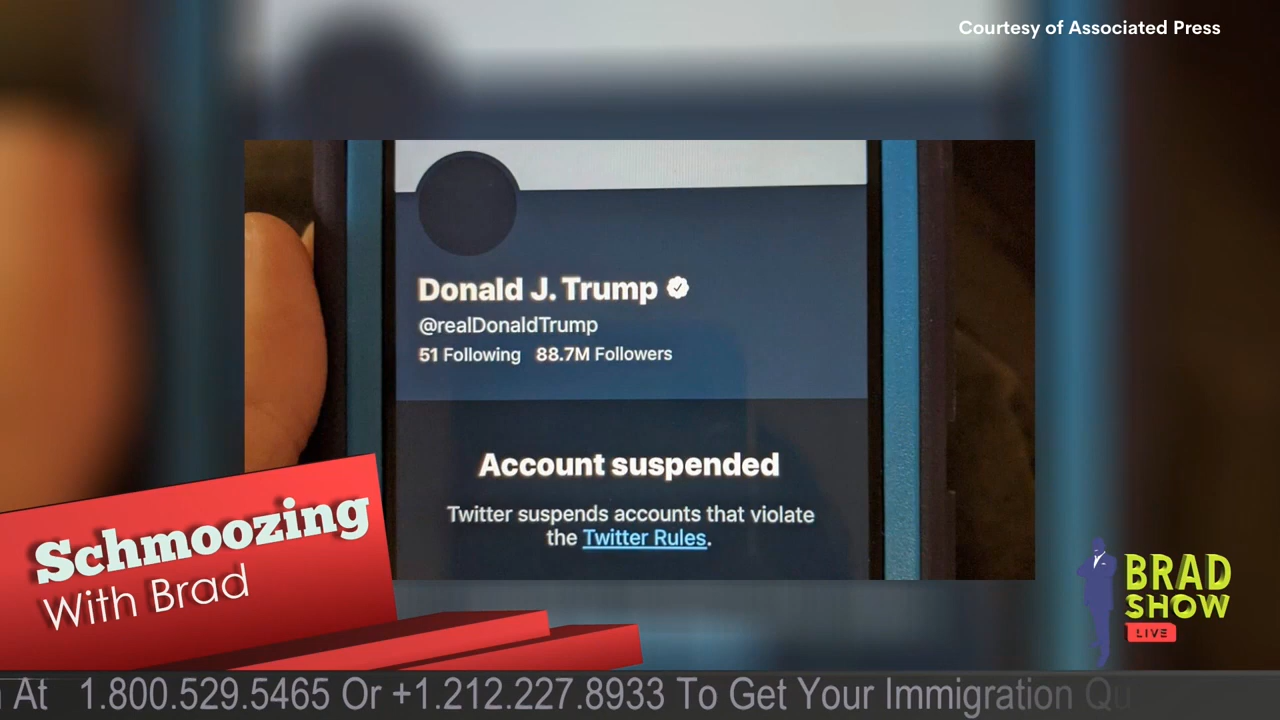 Courtesy of Associated Press
Donald J. Trump
@realDonaldTrump
51 Following 88.7M Followers
Account suspended
Twitter suspends accounts that violate
the Twitter Rules.
Schmoozing
With Brad
BRAD
SHOW
LIVE
At 1.800.529.5465 Or +1.212.227.8933 To Get Your Immigration